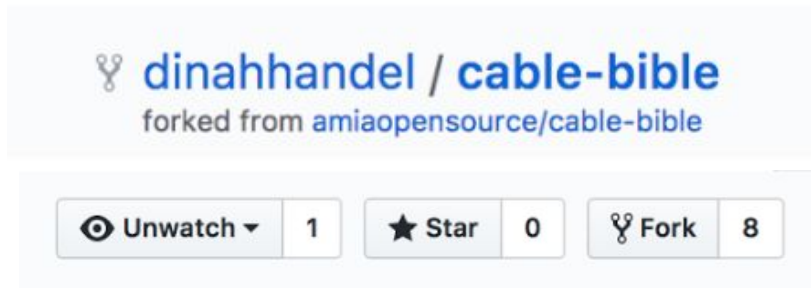 dinahhandel / cable-bible
forked from amiaopensource/cable-bible
Unwatch 1 Star 0 Fork 8